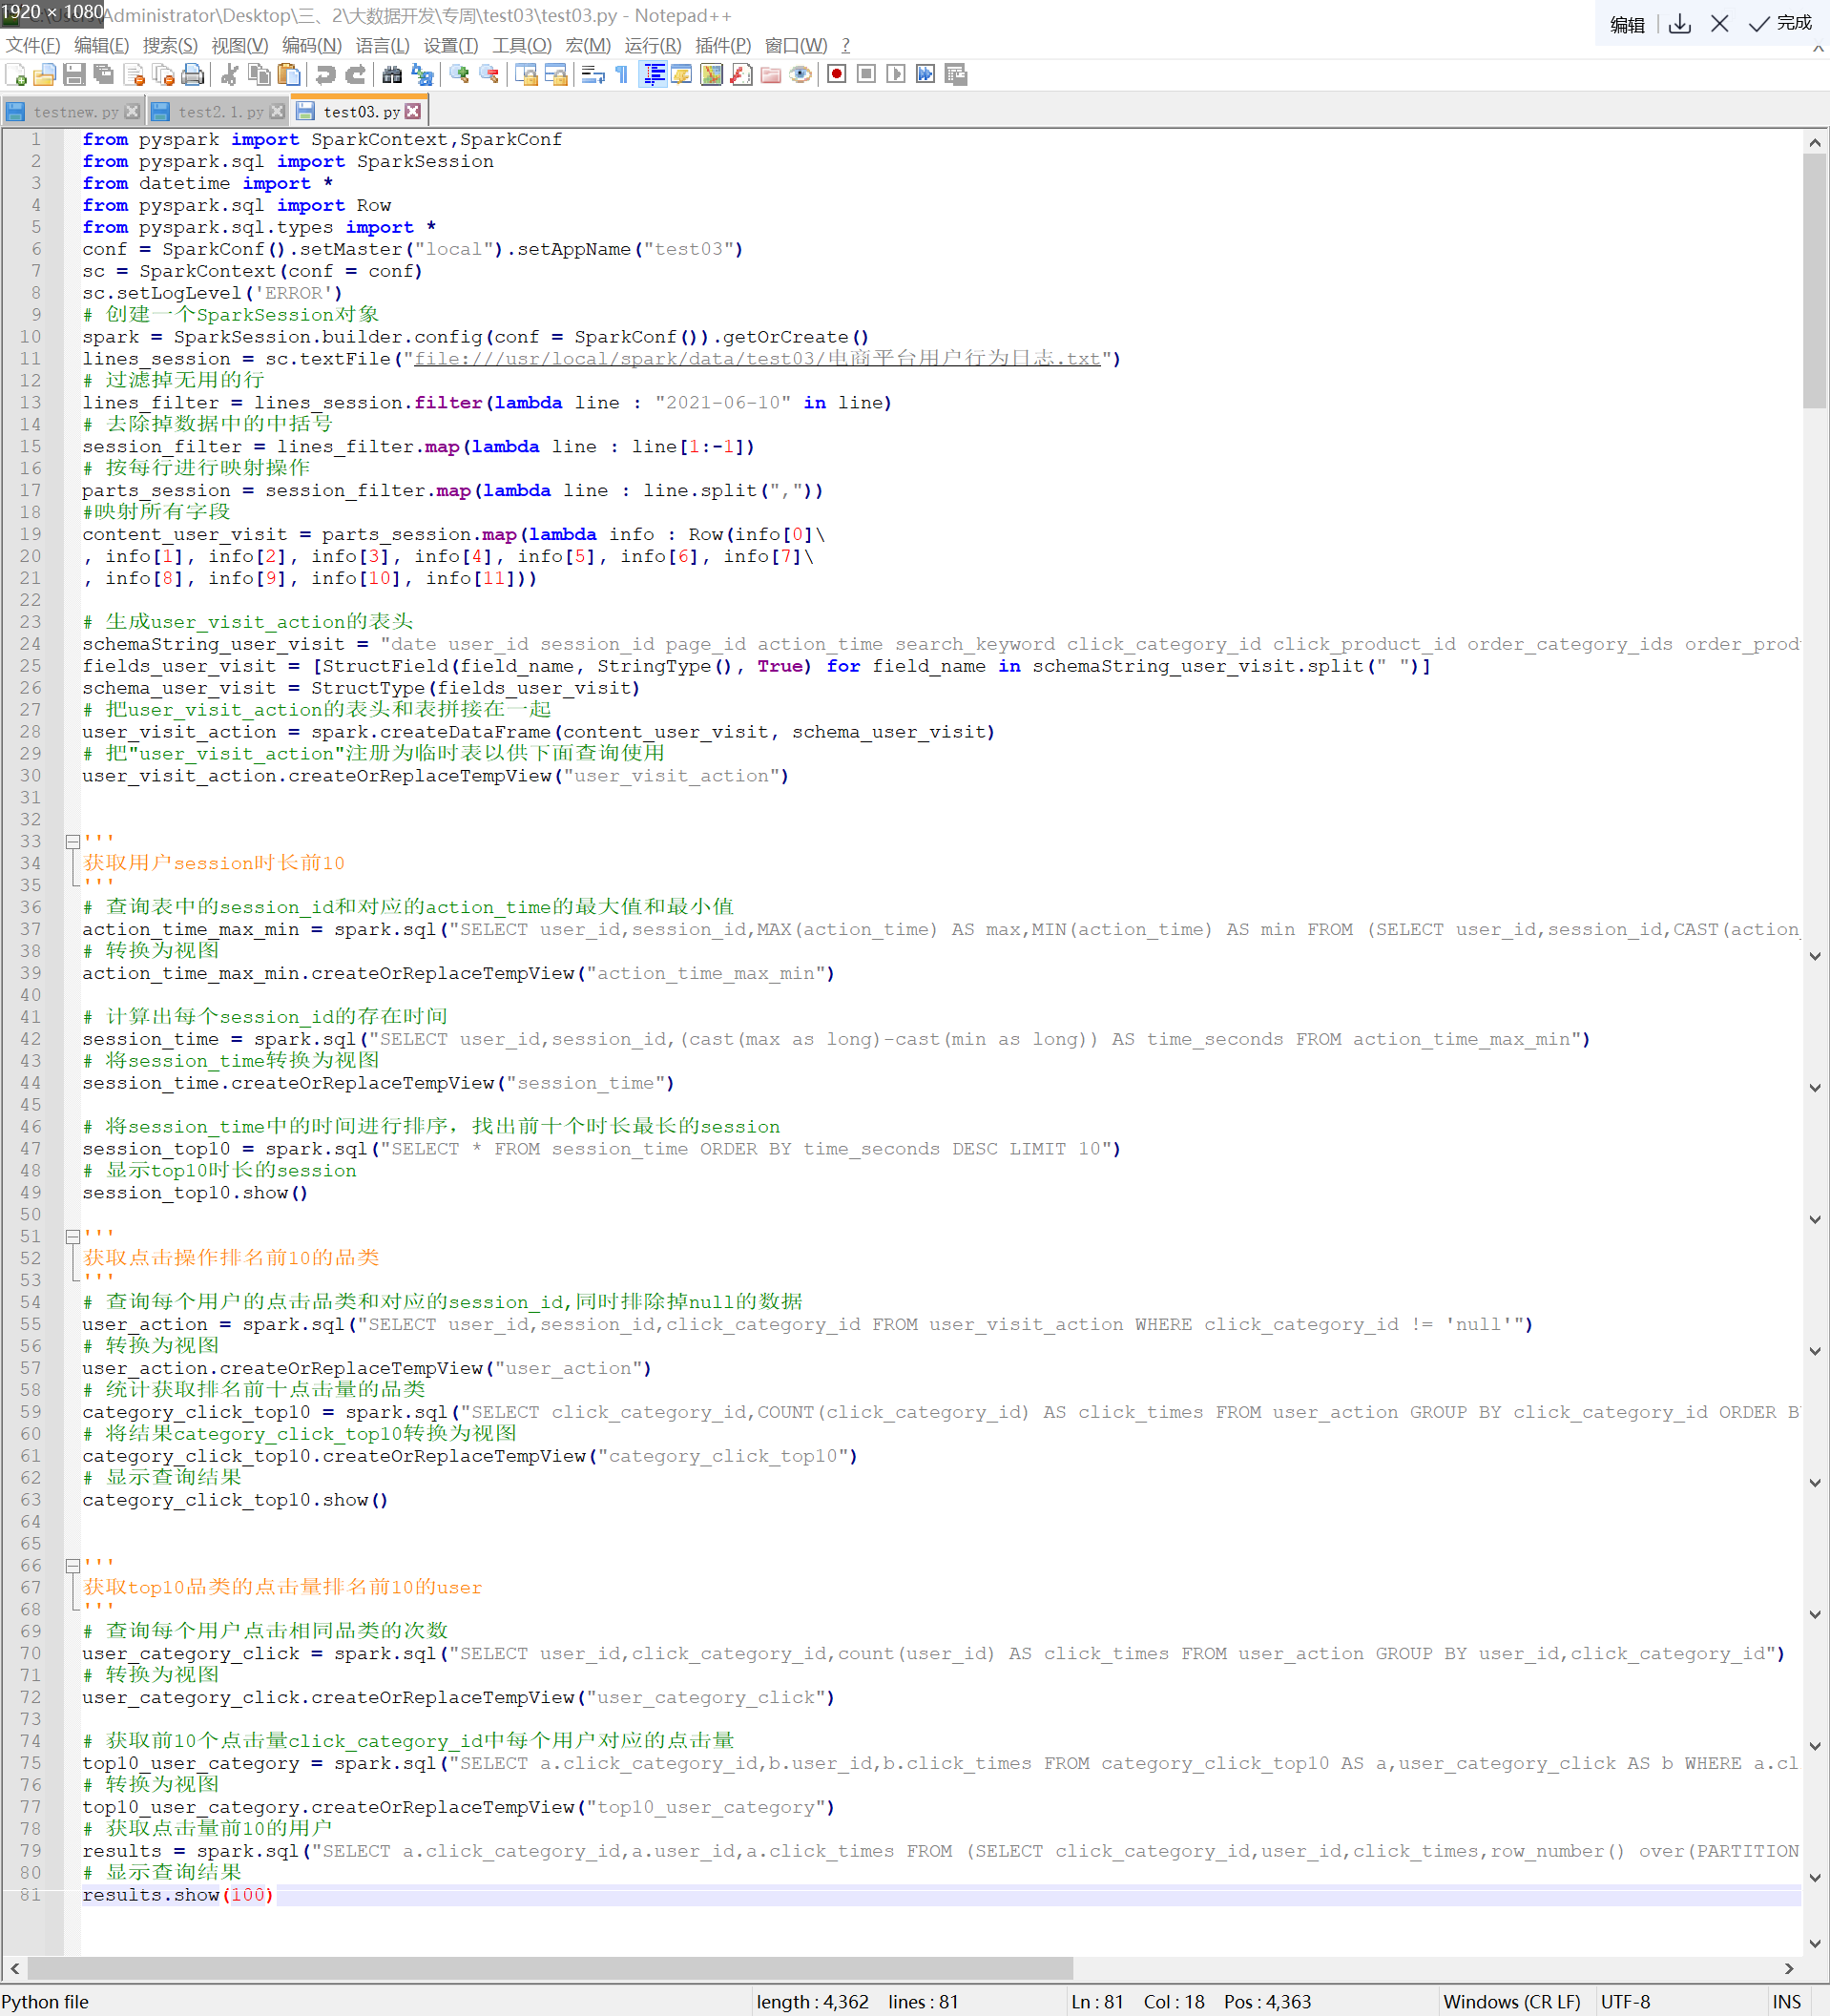 1920 × 1080
Administrator\Desktop\三、2\大数据开发\专周\test03\test03.py - Notepad++
编辑 完成
文件(F) 编辑(E) 搜索(S) 视图(V) 编码(N) 语言(L) 设置(T) 工具(O) 宏(M) 运行(R) 插件(P) 窗口(W) ?
testnew.py test2.1.py test03.py
1 from pyspark import SparkContext,SparkConf
2 from pyspark.sql import SparkSession
3 from datetime import *
4 from pyspark.sql import Row
5 from pyspark.sql.types import *
6 conf = SparkConf().setMaster("local").setAppName("test03")
7 sc = SparkContext(conf = conf)
8 sc.setLogLevel('ERROR')
9 # 创建一个SparkSession对象
10 spark = SparkSession.builder.config(conf = SparkConf()).getOrCreate()
11 lines_session = sc.textFile("file:///usr/local/spark/data/test03/电商平台用户行为日志.txt")
12 # 过滤掉无用的行
13 lines_filter = lines_session.filter(lambda line : "2021-06-10" in line)
14 # 去除掉数据中的中括号
15 session_filter = lines_filter.map(lambda line : line[1:-1])
16 # 按每行进行映射操作
17 parts_session = session_filter.map(lambda line : line.split(","))
18 #映射所有字段
19 content_user_visit = parts_session.map(lambda info : Row(info[0]\
20 , info[1], info[2], info[3], info[4], info[5], info[6], info[7]\
21 , info[8], info[9], info[10], info[11]))
22
23 # 生成user_visit_action的表头
24 schemaString_user_visit = "date user_id session_id page_id action_time search_keyword click_category_id click_product_id order_category_ids order_prod
25 fields_user_visit = [StructField(field_name, StringType(), True) for field_name in schemaString_user_visit.split(" ")]
26 schema_user_visit = StructType(fields_user_visit)
27 # 把user_visit_action的表头和表拼接在一起
28 user_visit_action = spark.createDataFrame(content_user_visit, schema_user_visit)
29 # 把"user_visit_action"注册为临时表以供下面查询使用
30 user_visit_action.createOrReplaceTempView("user_visit_action")
31
32
33 '''
34 获取用户session时长前10
35 '''
36 # 查询表中的session_id和对应的action_time的最大值和最小值
37 action_time_max_min = spark.sql("SELECT user_id,session_id,MAX(action_time) AS max,MIN(action_time) AS min FROM (SELECT user_id,session_id,CAST(action_
38 # 转换为视图
39 action_time_max_min.createOrReplaceTempView("action_time_max_min")
40
41 # 计算出每个session_id的存在时间
42 session_time = spark.sql("SELECT user_id,session_id,(cast(max as long)-cast(min as long)) AS time_seconds FROM action_time_max_min")
43 # 将session_time转换为视图
44 session_time.createOrReplaceTempView("session_time")
45
46 # 将session_time中的时间进行排序，找出前十个时长最长的session
47 session_top10 = spark.sql("SELECT * FROM session_time ORDER BY time_seconds DESC LIMIT 10")
48 # 显示top10时长的session
49 session_top10.show()
50
51 '''
52 获取点击操作排名前10的品类
53 '''
54 # 查询每个用户的点击品类和对应的session_id,同时排除掉null的数据
55 user_action = spark.sql("SELECT user_id,session_id,click_category_id FROM user_visit_action WHERE click_category_id != 'null'")
56 # 转换为视图
57 user_action.createOrReplaceTempView("user_action")
58 # 统计获取排名前十点击量的品类
59 category_click_top10 = spark.sql("SELECT click_category_id,COUNT(click_category_id) AS click_times FROM user_action GROUP BY click_category_id ORDER B
60 # 将结果category_click_top10转换为视图
61 category_click_top10.createOrReplaceTempView("category_click_top10")
62 # 显示查询结果
63 category_click_top10.show()
64
65
66 '''
67 获取top10品类的点击量排名前10的user
68 '''
69 # 查询每个用户点击相同品类的次数
70 user_category_click = spark.sql("SELECT user_id,click_category_id,count(user_id) AS click_times FROM user_action GROUP BY user_id,click_category_id")
71 # 转换为视图
72 user_category_click.createOrReplaceTempView("user_category_click")
73
74 # 获取前10个点击量click_category_id中每个用户对应的点击量
75 top10_user_category = spark.sql("SELECT a.click_category_id,b.user_id,b.click_times FROM category_click_top10 AS a,user_category_click AS b WHERE a.cl
76 # 转换为视图
77 top10_user_category.createOrReplaceTempView("top10_user_category")
78 # 获取点击量前10的用户
79 results = spark.sql("SELECT a.click_category_id,a.user_id,a.click_times FROM (SELECT click_category_id,user_id,click_times,row_number() over(PARTITION
80 # 显示查询结果
81 results.show(100)
Python file length : 4,362 lines : 81 Ln : 81 Col : 18 Pos : 4,363 Windows (CR LF) UTF-8 INS